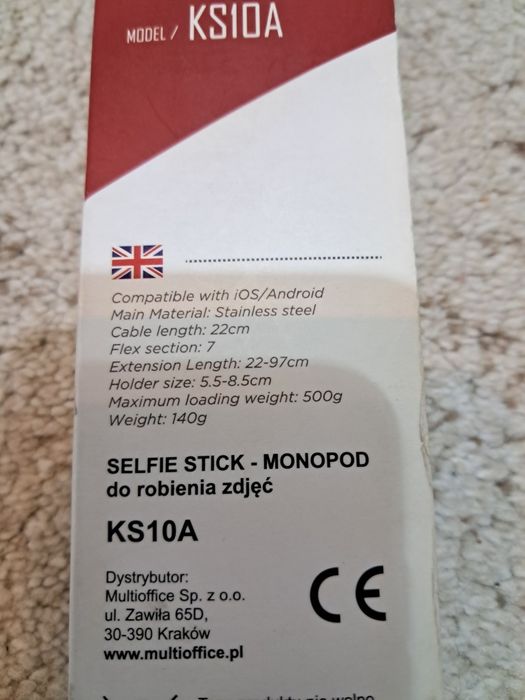 MODEL / KS10A
Compatible with iOS/Android
Main Material: Stainless steel
Cable length: 22cm
Flex section: 7
Extension Length: 22-97cm
Holder size: 5.5-8.5cm
Maximum loading weight: 500g
Weight: 140g
SELFIE STICK - MONOPOD
do robienia zdjęć
KS10A
Dystrybutor:
Multioffice Sp. z o.o.
ul. Zawiła 65D,
30-390 Kraków
www.multioffice.pl
CE